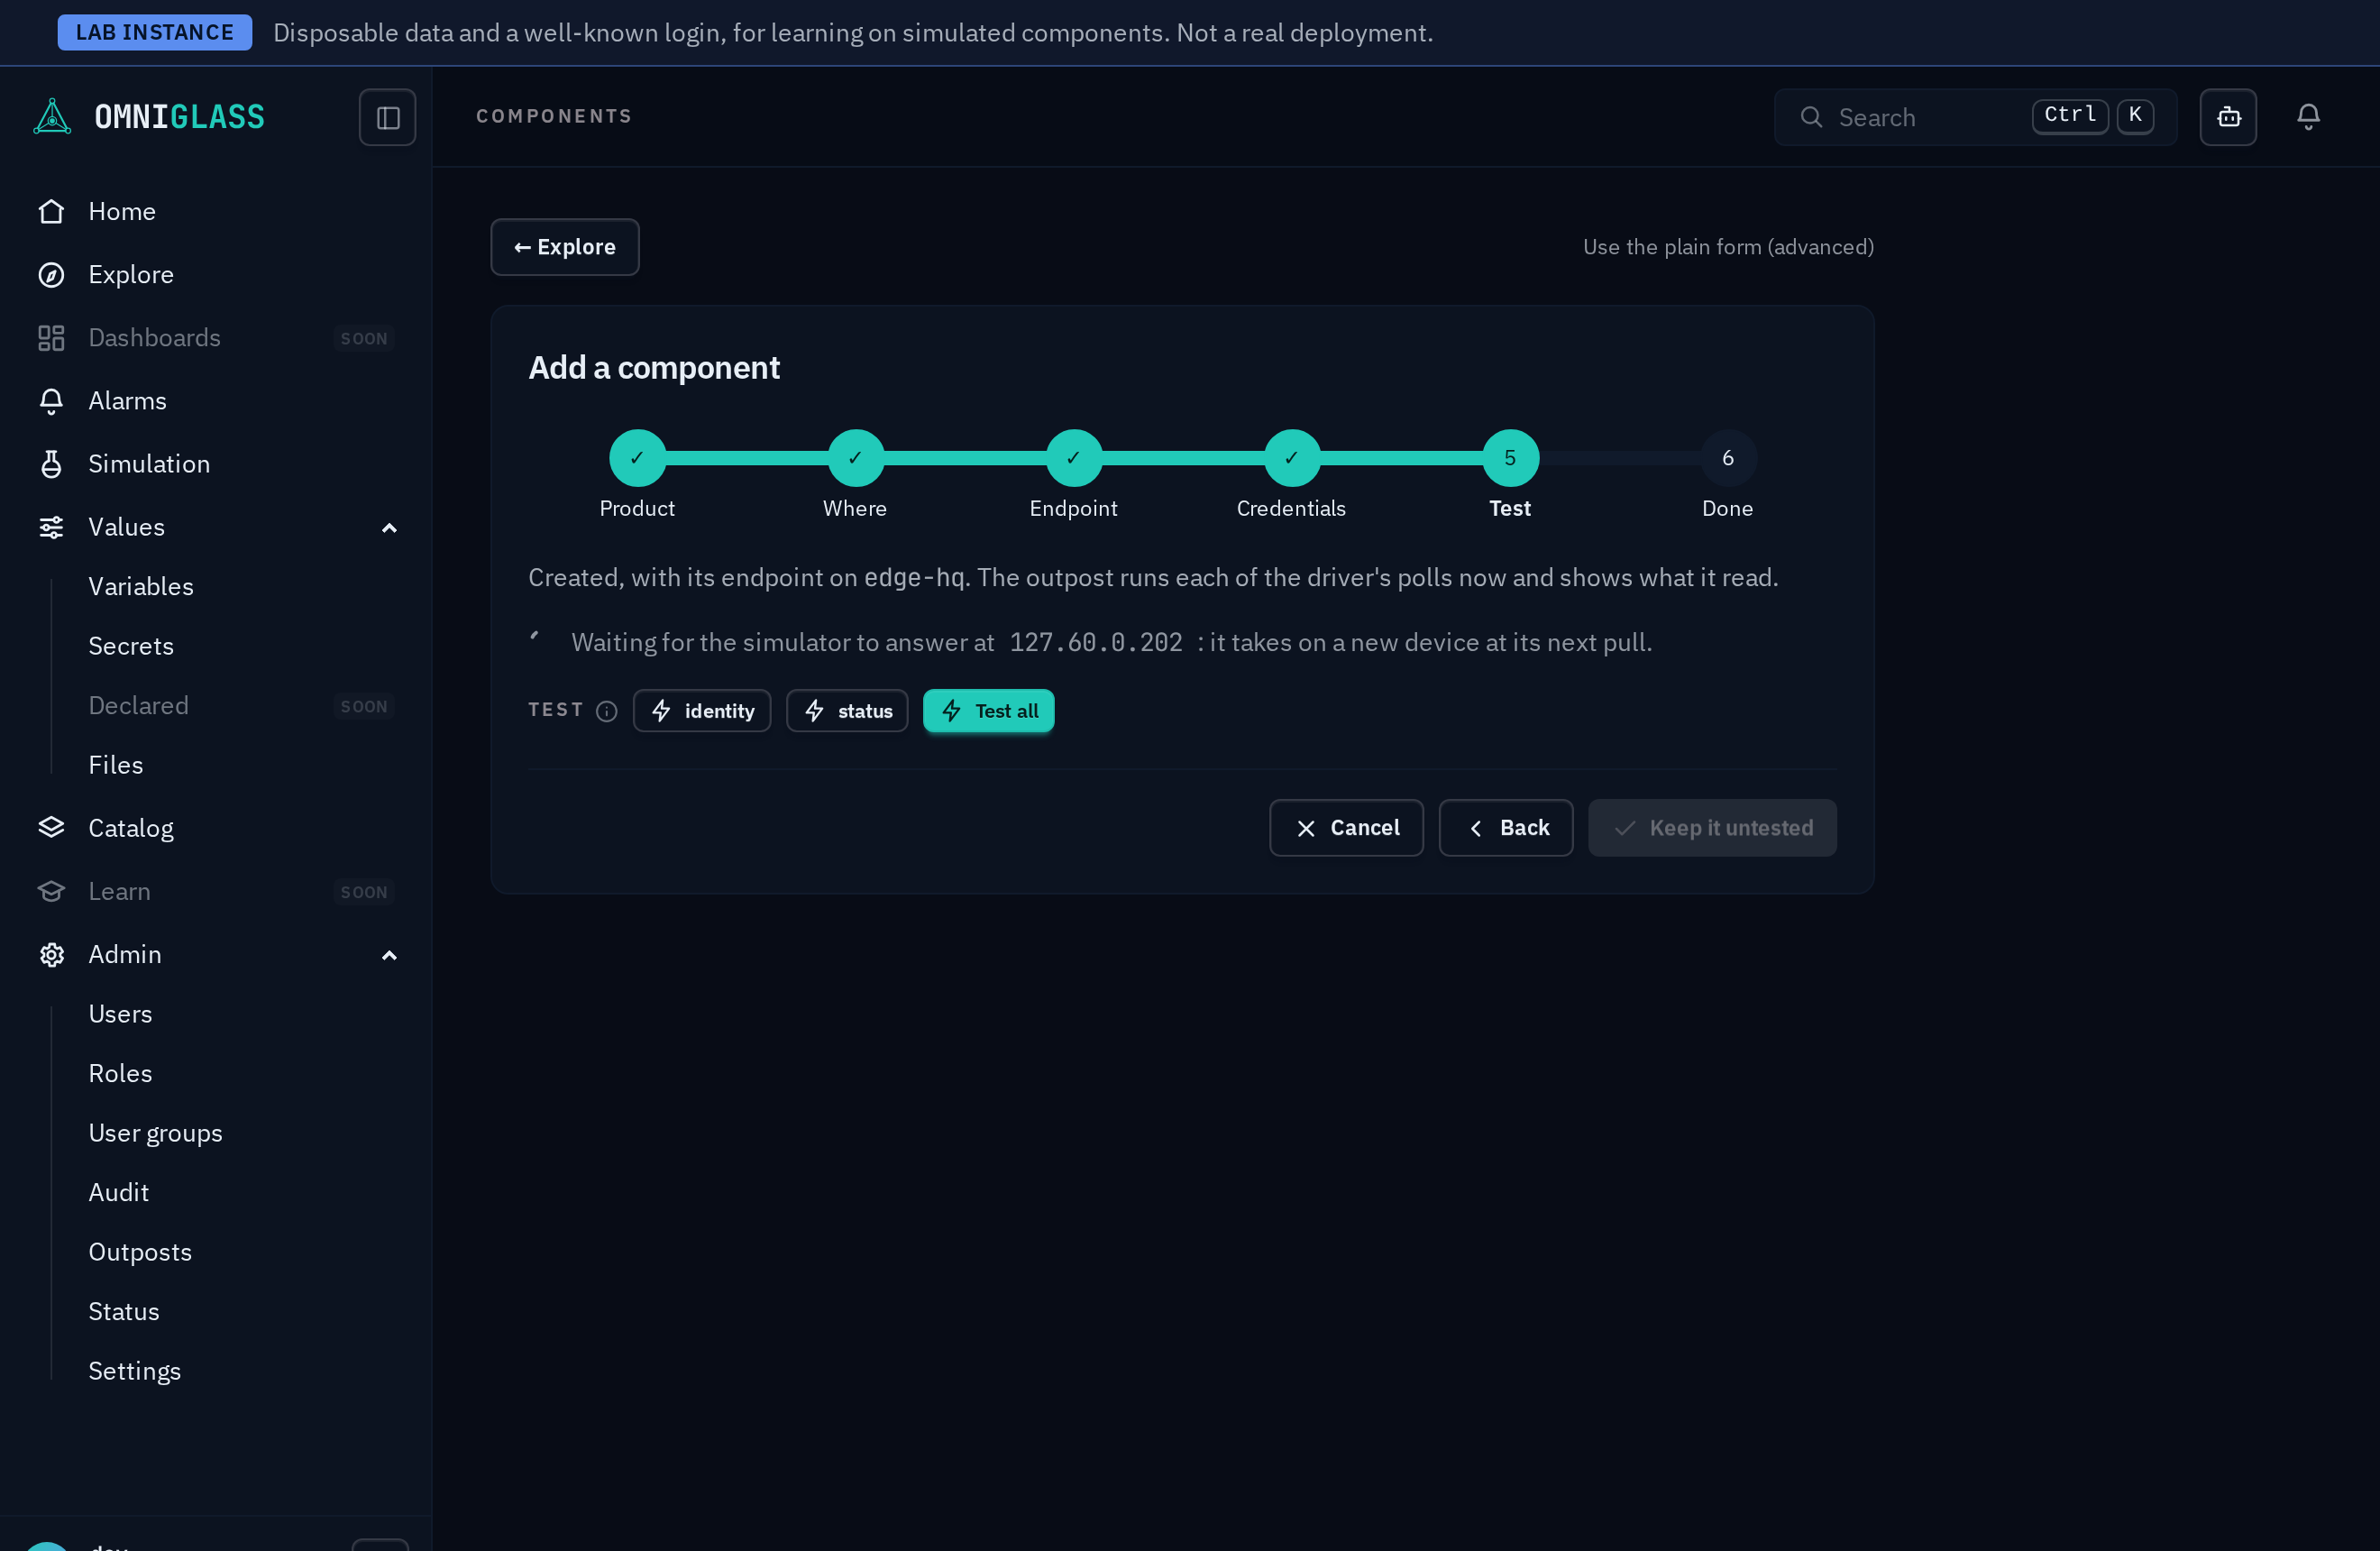 LAB INSTANCE Disposable data and a well-known login, for learning on simulated components. Not a real deployment.
OMNIGLASS
COMPONENTS
Search Ctrl K
Home
Explore
Dashboards SOON
Alarms
Simulation
Values
Variables
Secrets
Declared SOON
Files
Catalog
Learn SOON
Admin
Users
Roles
User groups
Audit
Outposts
Status
Settings
← Explore
Use the plain form (advanced)
Add a component
✓ ✓ ✓ ✓ 5 6
Product Where Endpoint Credentials Test Done
Created, with its endpoint on edge-hq. The outpost runs each of the driver's polls now and shows what it read.
Waiting for the simulator to answer at 127.60.0.202 : it takes on a new device at its next pull.
TEST identity status Test all
Cancel Back Keep it untested